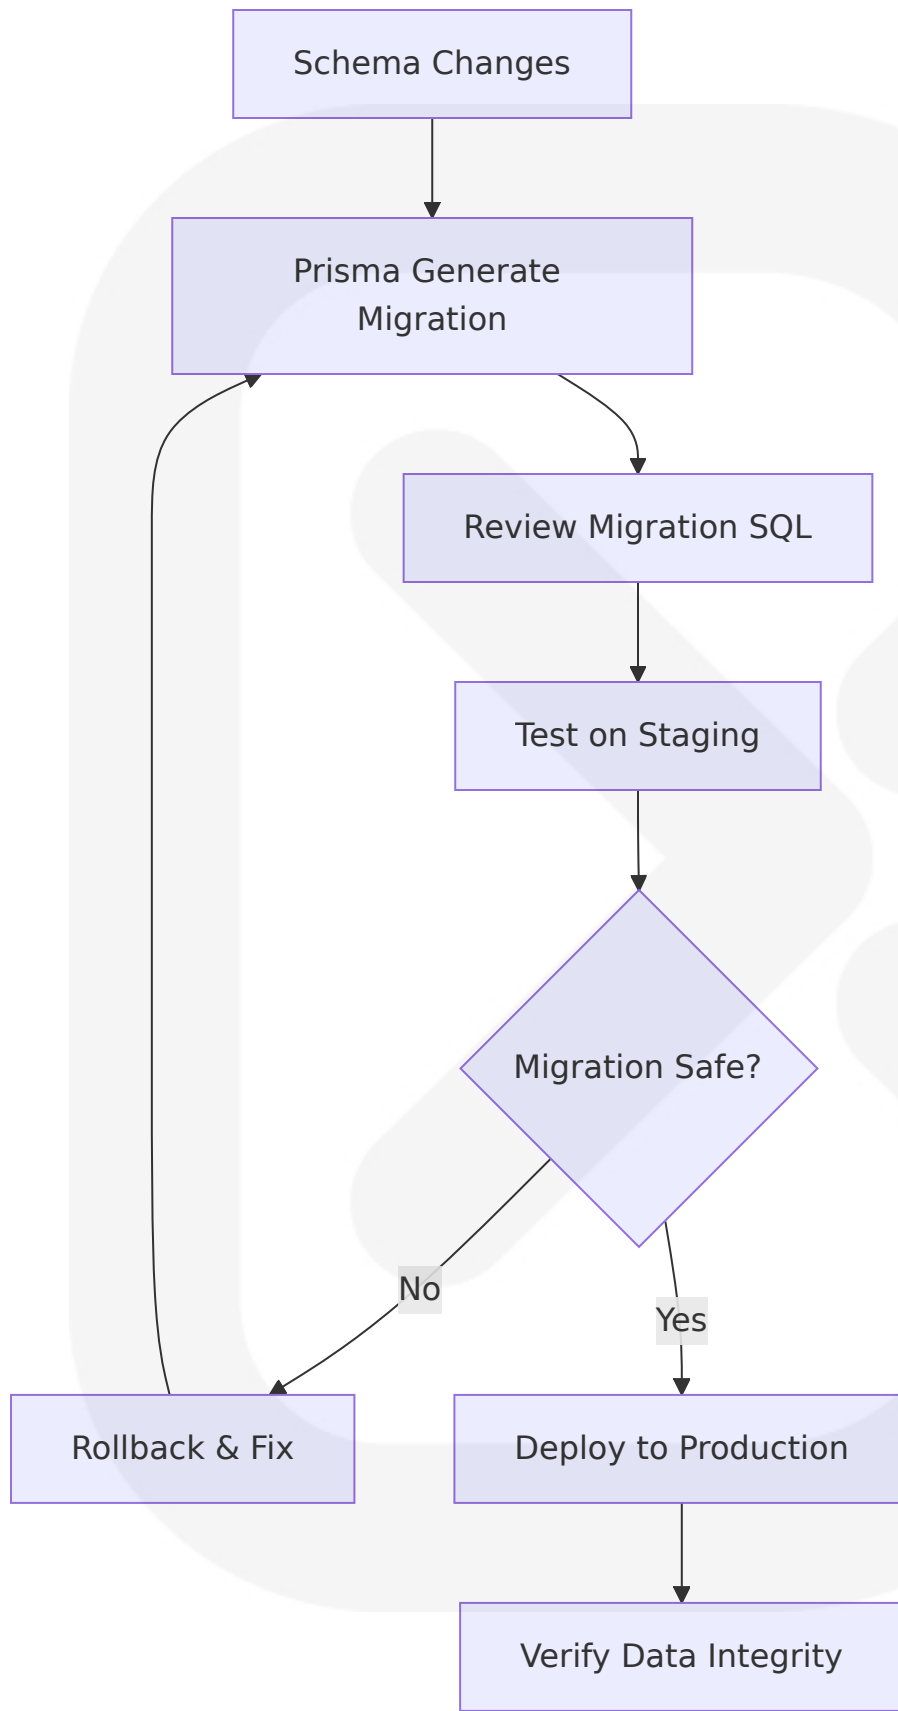 Schema Changes
Prisma Generate
Migration
Review Migration SQL
Test on Staging
Migration Safe?
No
Yes
Rollback & Fix
Deploy to Production
Verify Data Integrity